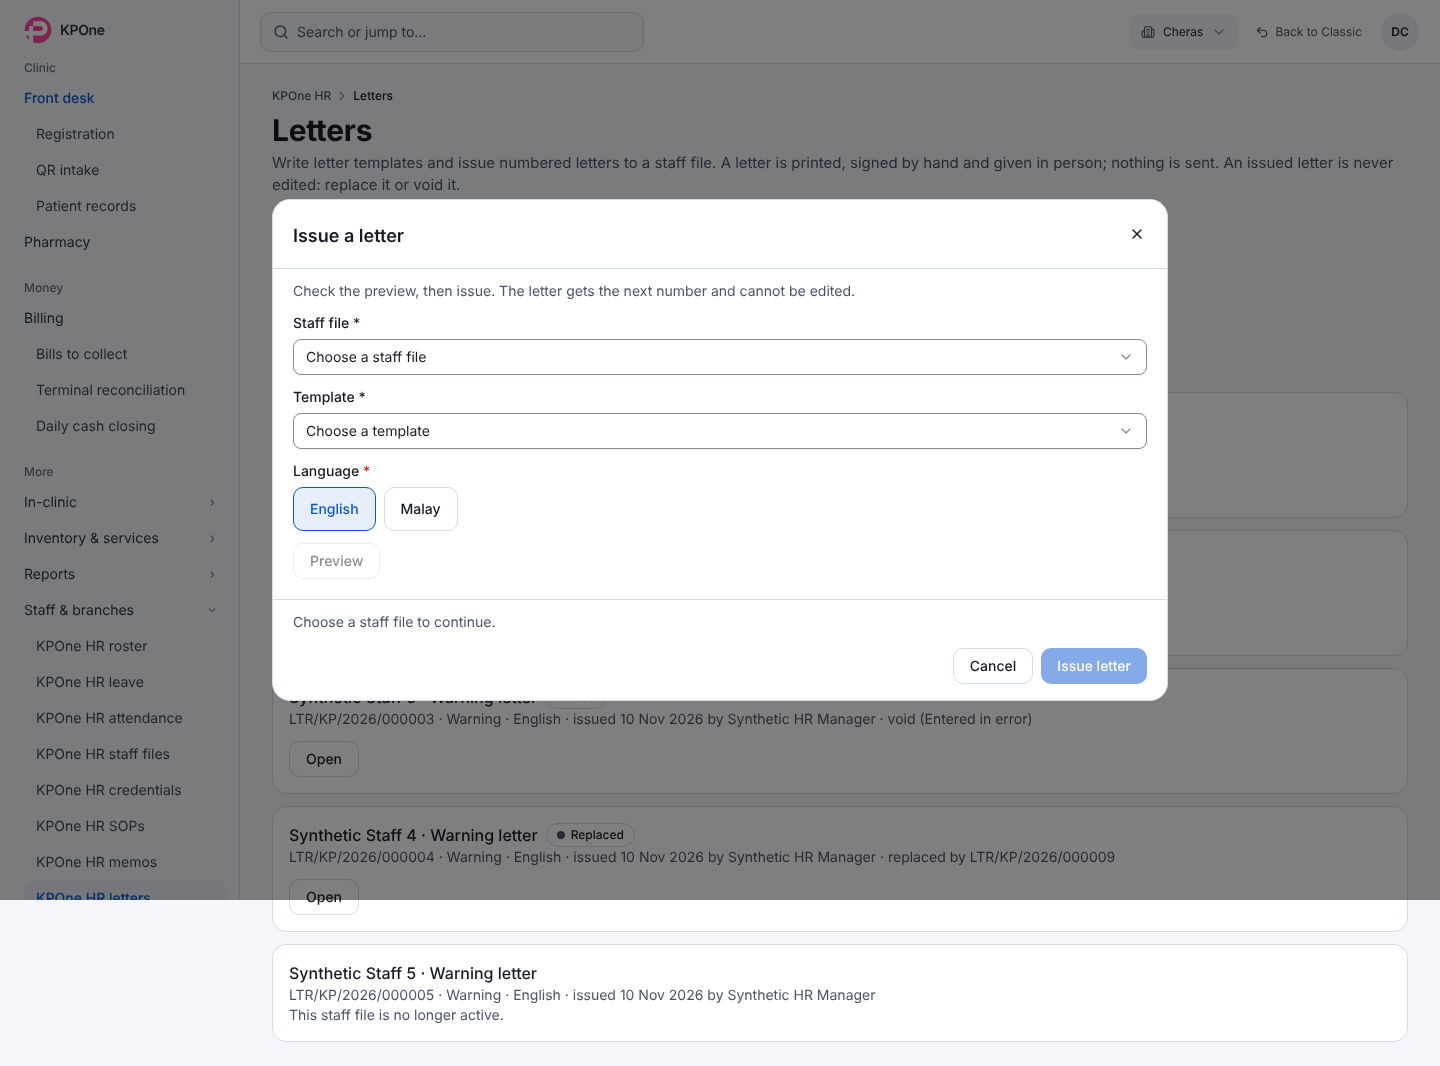 KPOne
Clinic
Front desk
Registration
QR intake
Patient records
Pharmacy
Money
Billing
Bills to collect
Terminal reconciliation
Daily cash closing
More
In-clinic
Inventory & services
Reports
Staff & branches
KPOne HR roster
KPOne HR leave
KPOne HR attendance
KPOne HR staff files
KPOne HR credentials
KPOne HR SOPs
KPOne HR memos
KPOne HR letters
Search or jump to...
Cheras
Back to Classic
DC
KPOne HR > Letters
Letters
Write letter templates and issue numbered letters to a staff file. A letter is printed, signed by hand and given in person; nothing is sent. An issued letter is never
edited: replace it or void it.
Issue a letter
Check the preview, then issue. The letter gets the next number and cannot be edited.
Staff file *
Choose a staff file
Template *
Choose a template
Language *
English
Malay
Preview
Choose a staff file to continue.
Cancel
Issue letter
LTR/KP/2026/000003 · Warning · English · issued 10 Nov 2026 by Synthetic HR Manager · void (Entered in error)
Open
Synthetic Staff 4 · Warning letter
Replaced
LTR/KP/2026/000004 · Warning · English · issued 10 Nov 2026 by Synthetic HR Manager · replaced by LTR/KP/2026/000009
Open
Synthetic Staff 5 · Warning letter
LTR/KP/2026/000005 · Warning · English · issued 10 Nov 2026 by Synthetic HR Manager
This staff file is no longer active.